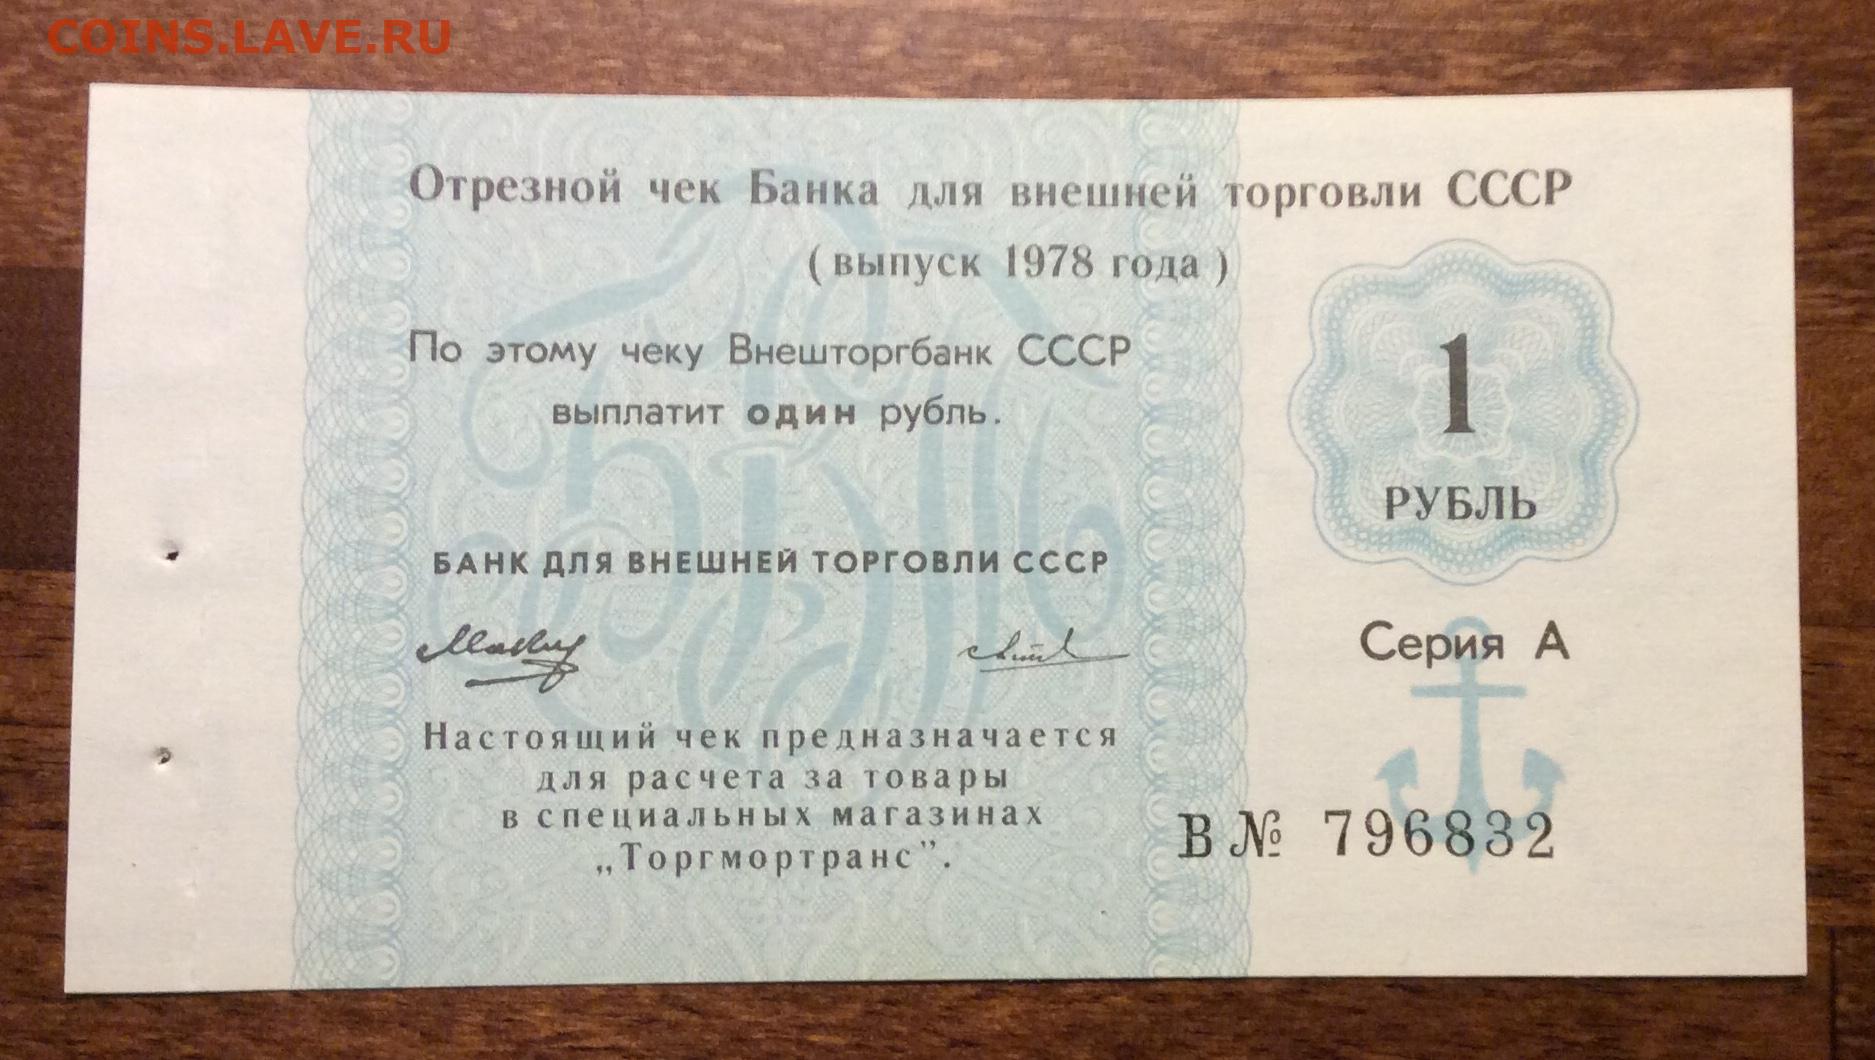 COINS.LAVE.RU
Отрезной чек Банка для внешней торговли СССР
( выпуск 1978 года )
По этому чеку Внешторгбанк СССР
выплатит один рубль.
1
РУБЛЬ
БАНК ДЛЯ ВНЕШНЕЙ ТОРГОВЛИ СССР
Серия А
Настоящий чек предназначается
для расчета за товары
в специальных магазинах
„Торгмортранс”.
В № 796832